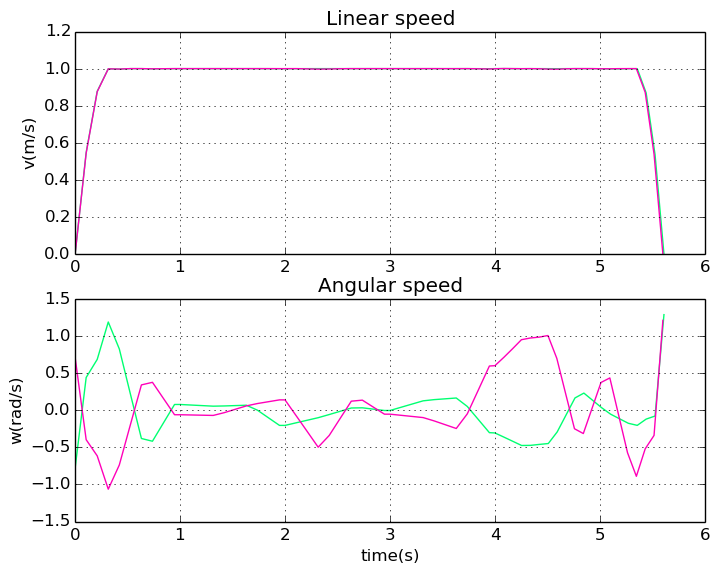 Linear speed
1.2
1.0
0.8
0.6
0.4
0.2
0.0
v(m/s)
0 1 2 3 4 5 6
Angular speed
1.5
1.0
0.5
0.0
−0.5
−1.0
−1.5
w(rad/s)
0 1 2 3 4 5 6
time(s)